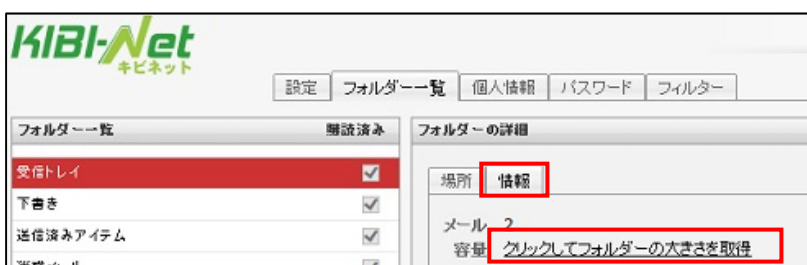 KIBI-Net
キビネット
設定 フォルダー一覧 個人情報 パスワード フィルター
フォルダー一覧 購読済み
フォルダーの詳細
受信トレイ
場所 情報
下書き
メール 2
送信済みアイテム
容量 クリックしてフォルダーの大きさを取得